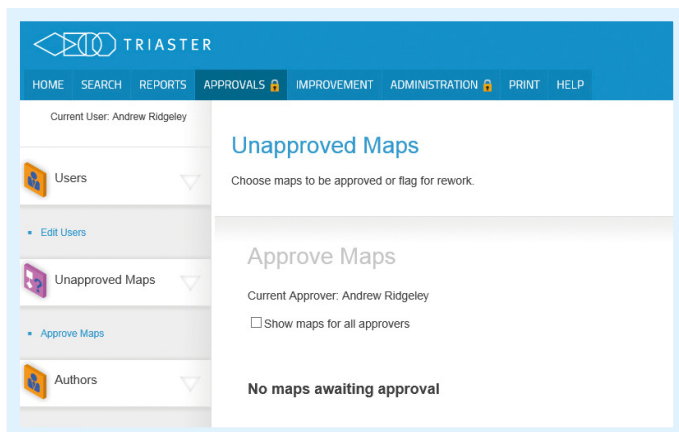 TRIASTER
HOME SEARCH REPORTS APPROVALS IMPROVEMENT ADMINISTRATION PRINT HELP
Current User: Andrew Ridgeley
Users
Edit Users
Unapproved Maps
Approve Maps
Authors
Unapproved Maps
Choose maps to be approved or flag for rework.
Approve Maps
Current Approver: Andrew Ridgeley
Show maps for all approvers
No maps awaiting approval